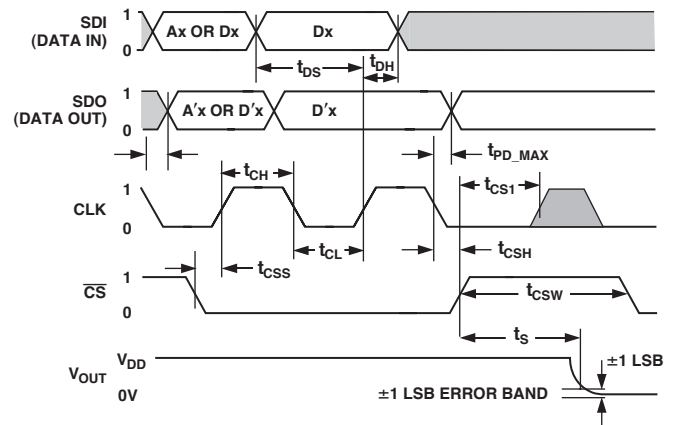 SDI
(DATA IN)
1
0
Ax OR Dx
Dx
tDS
tDH
SDO
(DATA OUT)
1
0
A'x OR D'x
D'x
tPD_MAX
tCH
tCS1
CLK
1
0
tCL
tCSH
tCSS
CS
1
0
tCSW
tS
VOUT
VDD
0V
±1 LSB
±1 LSB ERROR BAND